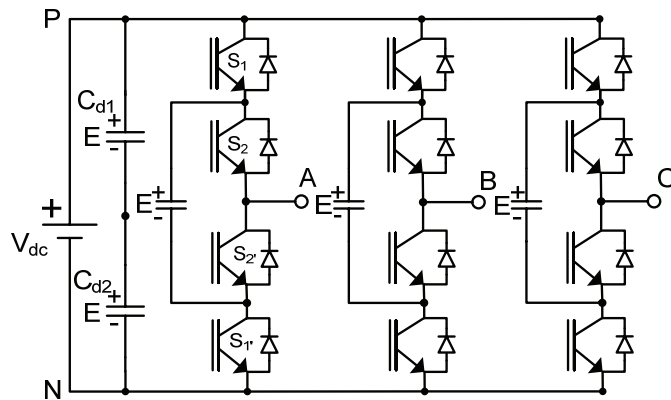 P
S1
Cd1
+
E
-
S2
A
B
C
E
+
-
E
+
-
E
+
-
+
Vdc
Cd2
+
E
-
S2'
S1'
N